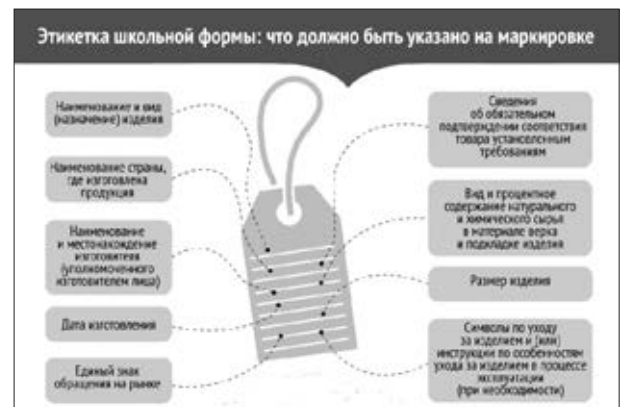 Этикетка школьной формы: что должно быть указано на маркировке
Наименование и вид
(назначение) изделия
Наименование страны,
где изготовлена
продукция
Наименование
и местонахождение
изготовителя
(уполномоченного
изготовителем лица)
Дата изготовления
Единый знак
обращения на рынке
Сведения
об обязательном
подтверждении соответствия
товара установленным
требованиям
Вид и процентное
содержание натурального
и химического сырья
в материале верха
и подкладке изделия
Размер изделия
Символы по уходу
за изделием и (или)
инструкции по особенностям
ухода за изделием в процессе
эксплуатации
(при необходимости)